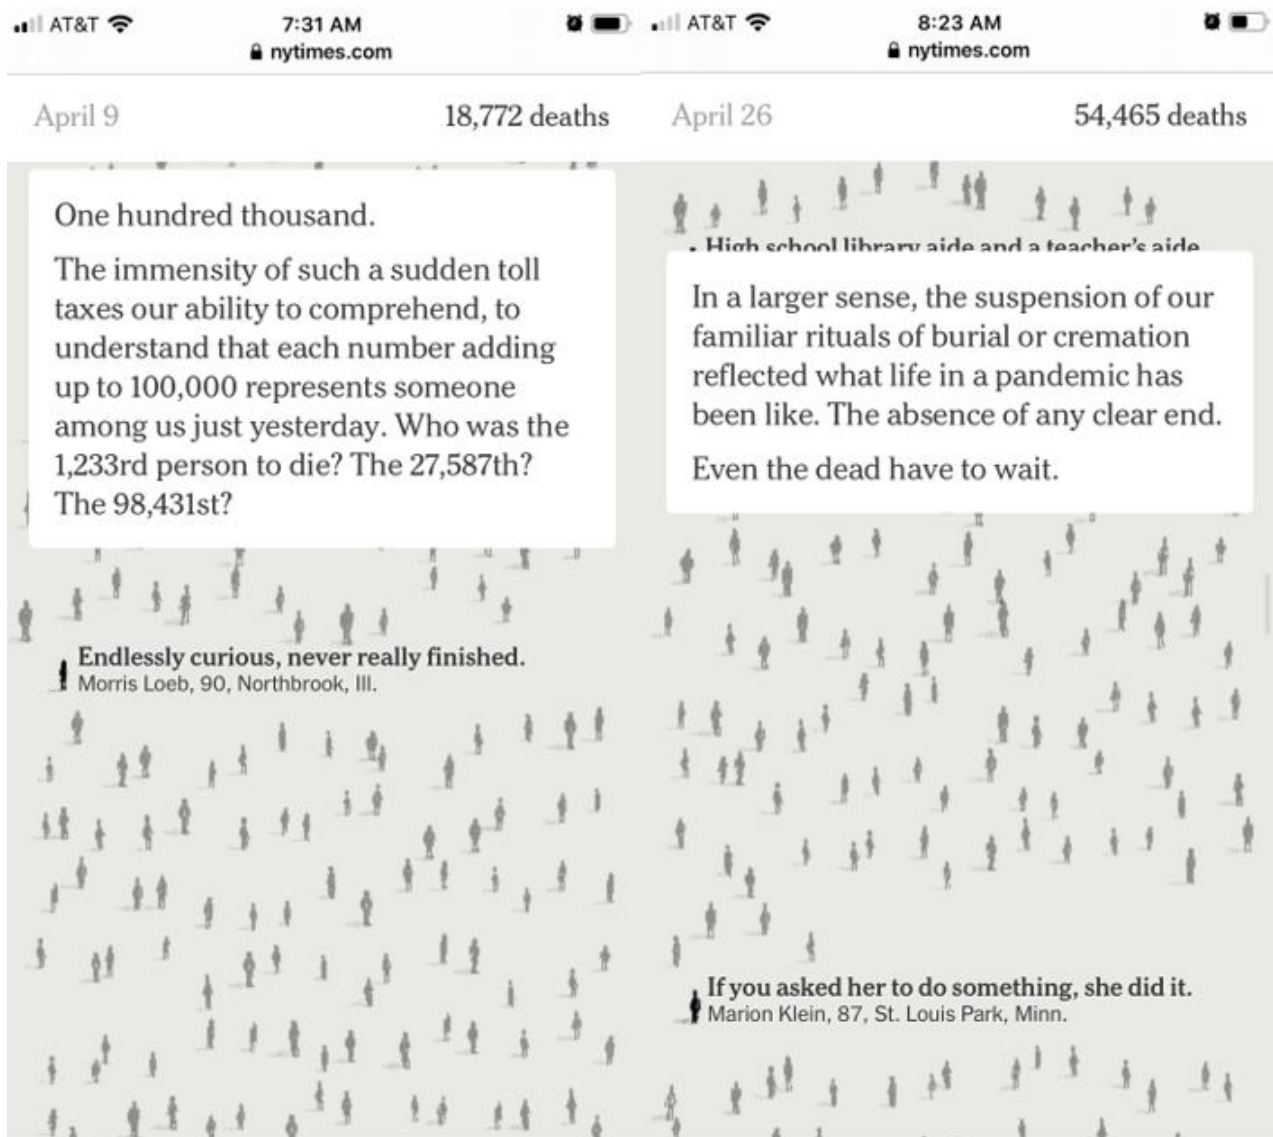 AT&T 7:31 AM
nytimes.com
April 9 18,772 deaths
One hundred thousand.
The immensity of such a sudden toll
taxes our ability to comprehend, to
understand that each number adding
up to 100,000 represents someone
among us just yesterday. Who was the
1,233rd person to die? The 27,587th?
The 98,431st?
Endlessly curious, never really finished.
Morris Loeb, 90, Northbrook, Ill.
AT&T 8:23 AM
nytimes.com
April 26 54,465 deaths
High school library aide and a teacher's aide
In a larger sense, the suspension of our
familiar rituals of burial or cremation
reflected what life in a pandemic has
been like. The absence of any clear end.
Even the dead have to wait.
If you asked her to do something, she did it.
Marion Klein, 87, St. Louis Park, Minn.